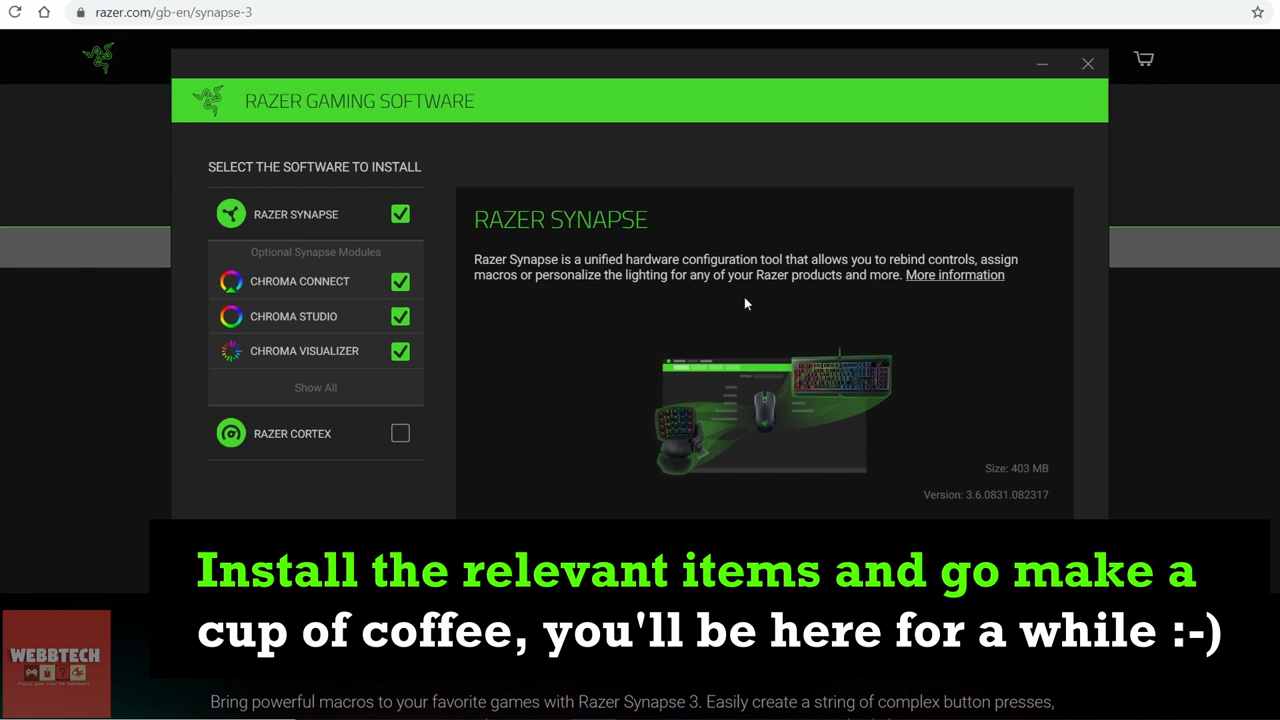 razer.com/gb-en/synapse-3
RAZER GAMING SOFTWARE
SELECT THE SOFTWARE TO INSTALL
RAZER SYNAPSE
Optional Synapse Modules
CHROMA CONNECT
CHROMA STUDIO
CHROMA VISUALIZER
Show All
RAZER CORTEX
RAZER SYNAPSE
Razer Synapse is a unified hardware configuration tool that allows you to rebind controls, assign
macros or personalize the lighting for any of your Razer products and more. More information
Size: 403 MB
Version: 3.6.0831.082317
Install the relevant items and go make a
cup of coffee, you'll be here for a while :-)
WEBBTECH
Bring powerful macros to your favorite games with Razer Synapse 3. Easily create a string of complex button presses,